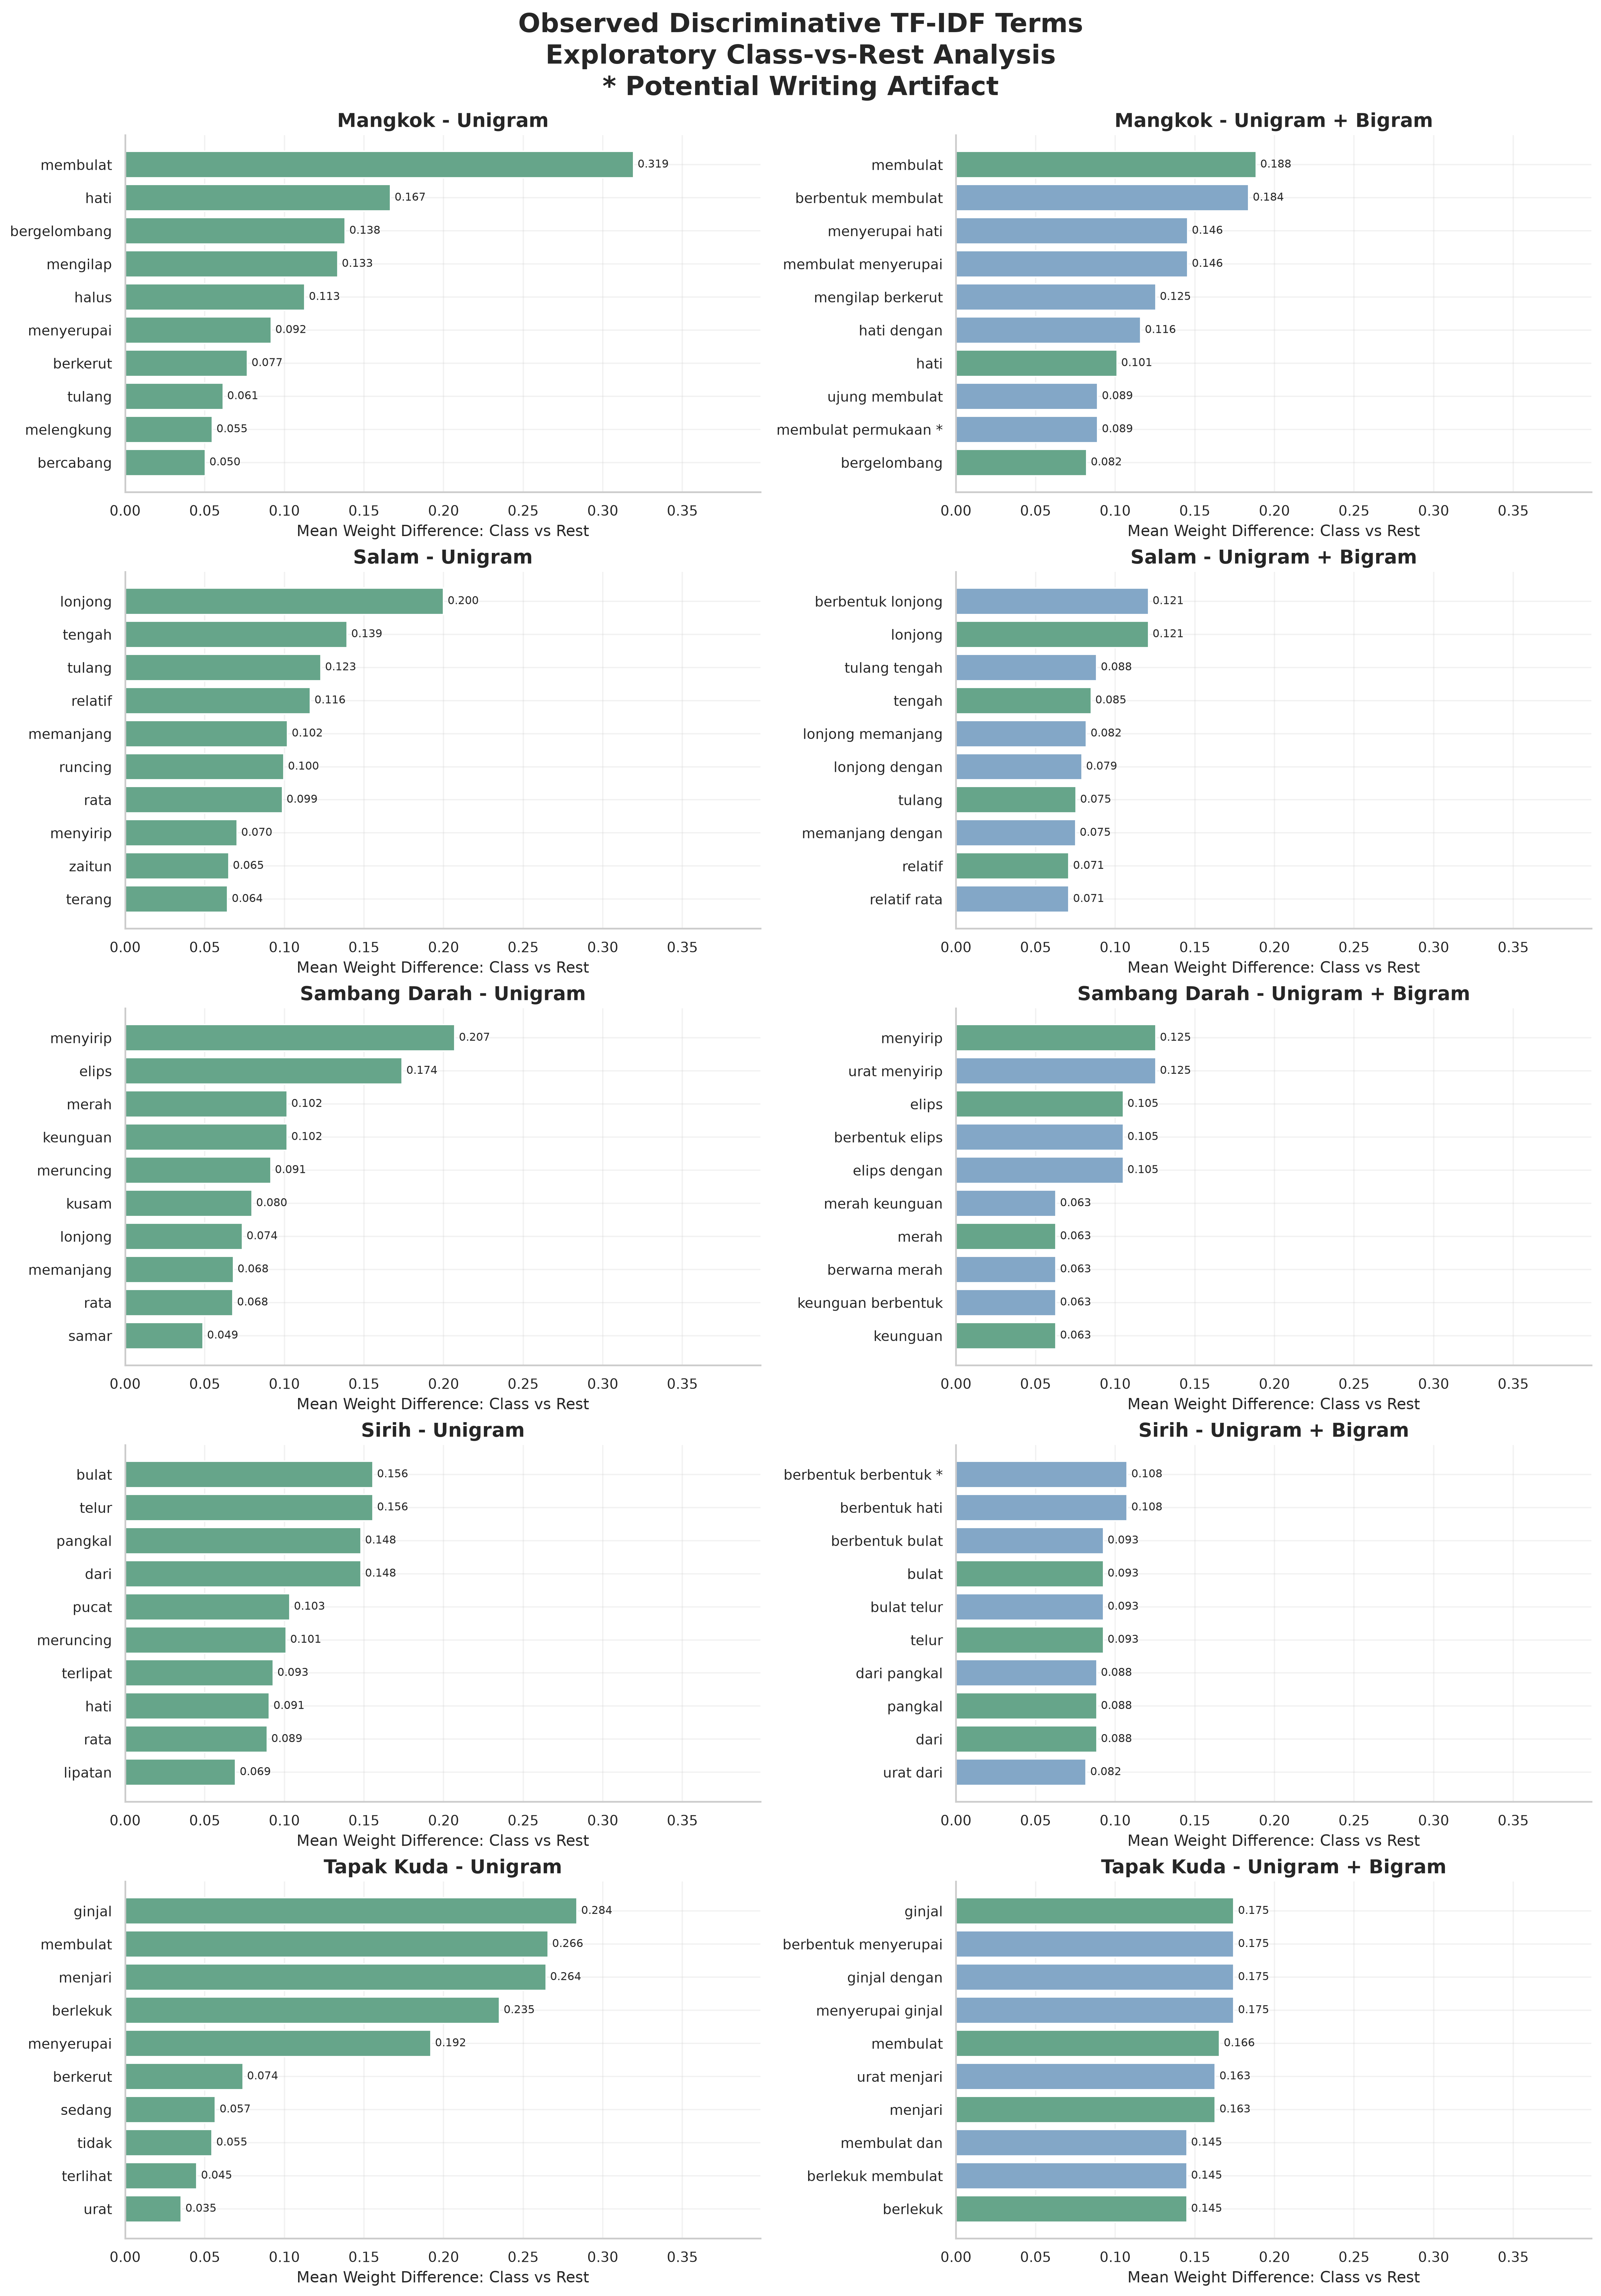 Observed Discriminative TF-IDF Terms
Exploratory Class-vs-Rest Analysis
* Potential Writing Artifact
Mangkok - Unigram
membulat 0.319
hati 0.167
bergelombang 0.138
mengilap 0.133
halus 0.113
menyerupai 0.092
berkerut 0.077
tulang 0.061
melengkung 0.055
bercabang 0.050
0.00 0.05 0.10 0.15 0.20 0.25 0.30 0.35
Mean Weight Difference: Class vs Rest
Mangkok - Unigram + Bigram
membulat 0.188
berbentuk membulat 0.184
menyerupai hati 0.146
membulat menyerupai 0.146
mengilap berkerut 0.125
hati dengan 0.116
hati 0.101
ujung membulat 0.089
membulat permukaan * 0.089
bergelombang 0.082
0.00 0.05 0.10 0.15 0.20 0.25 0.30 0.35
Mean Weight Difference: Class vs Rest
Salam - Unigram
lonjong 0.200
tengah 0.139
tulang 0.123
relatif 0.116
memanjang 0.102
runcing 0.100
rata 0.099
menyirip 0.070
zaitun 0.065
terang 0.064
0.00 0.05 0.10 0.15 0.20 0.25 0.30 0.35
Mean Weight Difference: Class vs Rest
Salam - Unigram + Bigram
berbentuk lonjong 0.121
lonjong 0.121
tulang tengah 0.088
tengah 0.085
lonjong memanjang 0.082
lonjong dengan 0.079
tulang 0.075
memanjang dengan 0.075
relatif 0.071
relatif rata 0.071
0.00 0.05 0.10 0.15 0.20 0.25 0.30 0.35
Mean Weight Difference: Class vs Rest
Sambang Darah - Unigram
menyirip 0.207
elips 0.174
merah 0.102
keunguan 0.102
meruncing 0.091
kusam 0.080
lonjong 0.074
memanjang 0.068
rata 0.068
samar 0.049
0.00 0.05 0.10 0.15 0.20 0.25 0.30 0.35
Mean Weight Difference: Class vs Rest
Sambang Darah - Unigram + Bigram
menyirip 0.125
urat menyirip 0.125
elips 0.105
berbentuk elips 0.105
elips dengan 0.105
merah keunguan 0.063
merah 0.063
berwarna merah 0.063
keunguan berbentuk 0.063
keunguan 0.063
0.00 0.05 0.10 0.15 0.20 0.25 0.30 0.35
Mean Weight Difference: Class vs Rest
Sirih - Unigram
bulat 0.156
telur 0.156
pangkal 0.148
dari 0.148
pucat 0.103
meruncing 0.101
terlipat 0.093
hati 0.091
rata 0.089
lipatan 0.069
0.00 0.05 0.10 0.15 0.20 0.25 0.30 0.35
Mean Weight Difference: Class vs Rest
Sirih - Unigram + Bigram
berbentuk berbentuk * 0.108
berbentuk hati 0.108
berbentuk bulat 0.093
bulat 0.093
bulat telur 0.093
telur 0.093
dari pangkal 0.088
pangkal 0.088
dari 0.088
urat dari 0.082
0.00 0.05 0.10 0.15 0.20 0.25 0.30 0.35
Mean Weight Difference: Class vs Rest
Tapak Kuda - Unigram
ginjal 0.284
membulat 0.266
menjari 0.264
berlekuk 0.235
menyerupai 0.192
berkerut 0.074
sedang 0.057
tidak 0.055
terlihat 0.045
urat 0.035
0.00 0.05 0.10 0.15 0.20 0.25 0.30 0.35
Mean Weight Difference: Class vs Rest
Tapak Kuda - Unigram + Bigram
ginjal 0.175
berbentuk menyerupai 0.175
ginjal dengan 0.175
menyerupai ginjal 0.175
membulat 0.166
urat menjari 0.163
menjari 0.163
membulat dan 0.145
berlekuk membulat 0.145
berlekuk 0.145
0.00 0.05 0.10 0.15 0.20 0.25 0.30 0.35
Mean Weight Difference: Class vs Rest